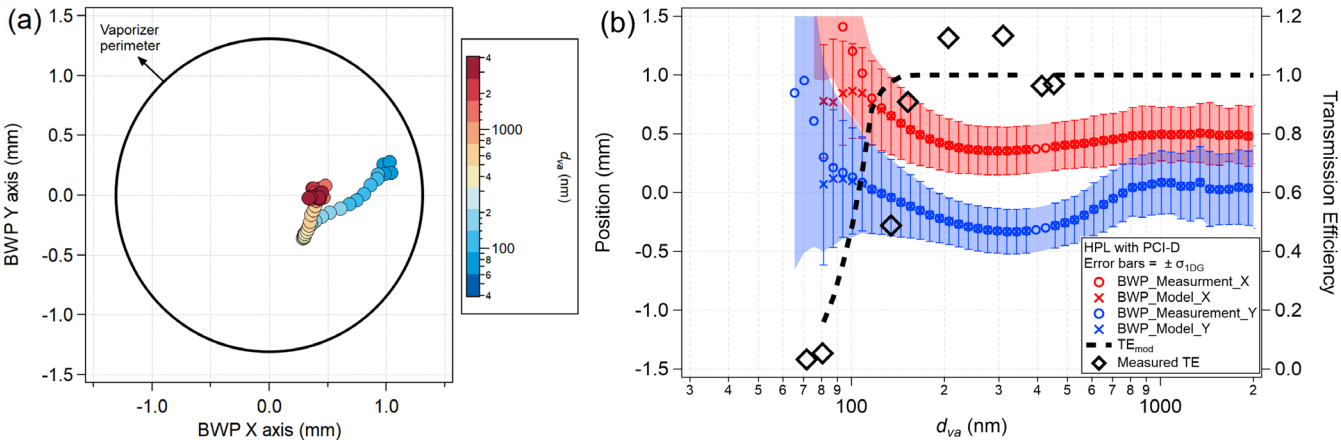 (a)
Vaporizer
perimeter
1.5
1.0
0.5
0.0
-0.5
-1.0
-1.5
BWP Y axis (mm)
-1.0
0.0
1.0
BWP X axis (mm)
4
2
1000
8
6
4
2
100
8
6
4
d_va (nm)
(b)
1.5
1.0
0.5
0.0
-0.5
-1.0
-1.5
Position (mm)
1.2
1.0
0.8
0.6
0.4
0.2
0.0
Transmission Efficiency
HPL with PCI-D
Error bars = ± σ1DG
BWP_Measurment_X
BWP_Model_X
BWP_Measurement_Y
BWP_Model_Y
TEmod
Measured TE
3 4 5 6 7 8 9 100 2 3 4 5 6 7 8 9 1000 2
d_va (nm)